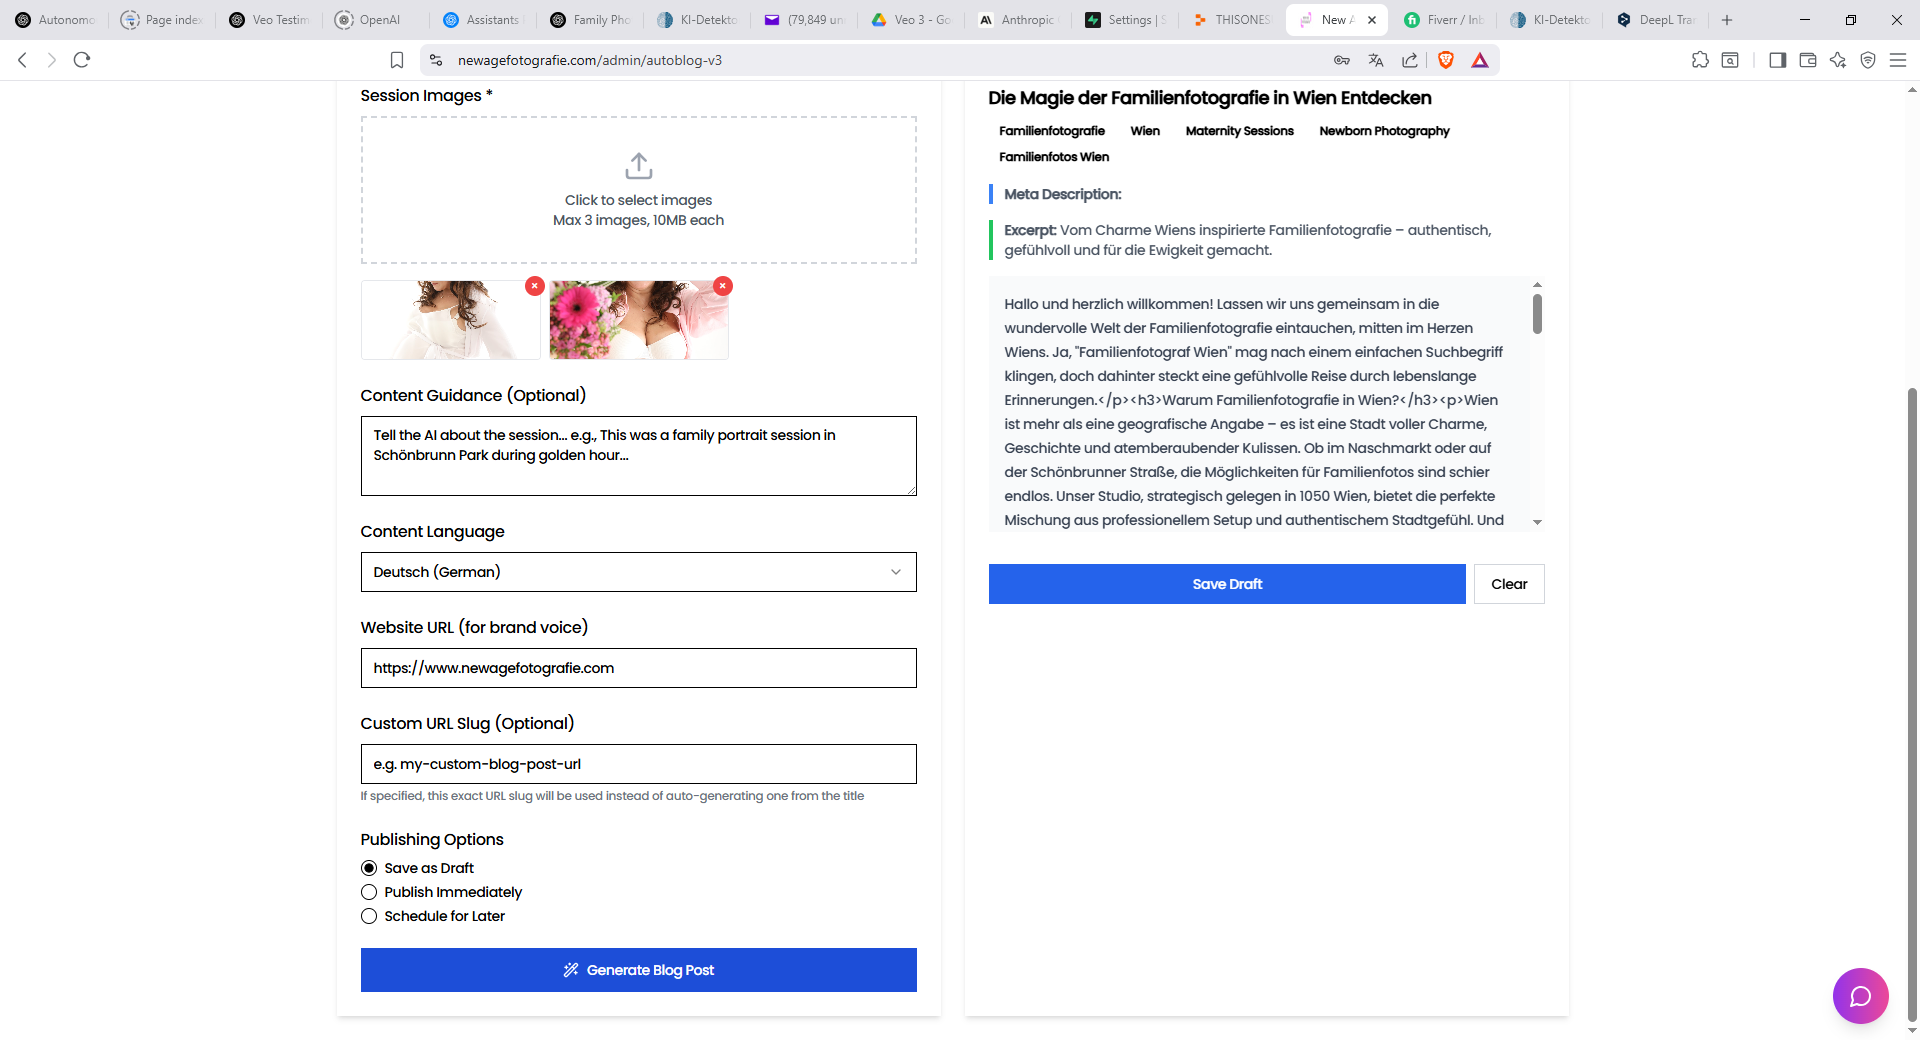 Autonomo
Page index
Veo Testim
OpenAI
Assistants
Family Pho
KI-Detekto
(79,849 un
Veo 3 - Go
Anthropic
Settings | S
THISONES
New A
Fiverr / Inb
KI-Detekto
DeepL Tra
newagefotografie.com/admin/autoblog-v3
Session Images *
Click to select images
Max 3 images, 10MB each
Content Guidance (Optional)
Tell the AI about the session... e.g., This was a family portrait session in
Schönbrunn Park during golden hour...
Content Language
Deutsch (German)
Website URL (for brand voice)
https://www.newagefotografie.com
Custom URL Slug (Optional)
e.g. my-custom-blog-post-url
If specified, this exact URL slug will be used instead of auto-generating one from the title
Publishing Options
Save as Draft
Publish Immediately
Schedule for Later
Generate Blog Post
Die Magie der Familienfotografie in Wien Entdecken
Familienfotografie Wien Maternity Sessions Newborn Photography
Familienfotos Wien
Meta Description:
Excerpt: Vom Charme Wiens inspirierte Familienfotografie – authentisch,
gefühlvoll und für die Ewigkeit gemacht.
Hallo und herzlich willkommen! Lassen wir uns gemeinsam in die
wundervolle Welt der Familienfotografie eintauchen, mitten im Herzen
Wiens. Ja, "Familienfotograf Wien" mag nach einem einfachen Suchbegriff
klingen, doch dahinter steckt eine gefühlvolle Reise durch lebenslange
Erinnerungen.</p><h3>Warum Familienfotografie in Wien?</h3><p>Wien
ist mehr als eine geografische Angabe – es ist eine Stadt voller Charme,
Geschichte und atemberaubender Kulissen. Ob im Naschmarkt oder auf
der Schönbrunner Straße, die Möglichkeiten für Familienfotos sind schier
endlos. Unser Studio, strategisch gelegen in 1050 Wien, bietet die perfekte
Mischung aus professionellem Setup und authentischem Stadtgefühl. Und
Save Draft
Clear